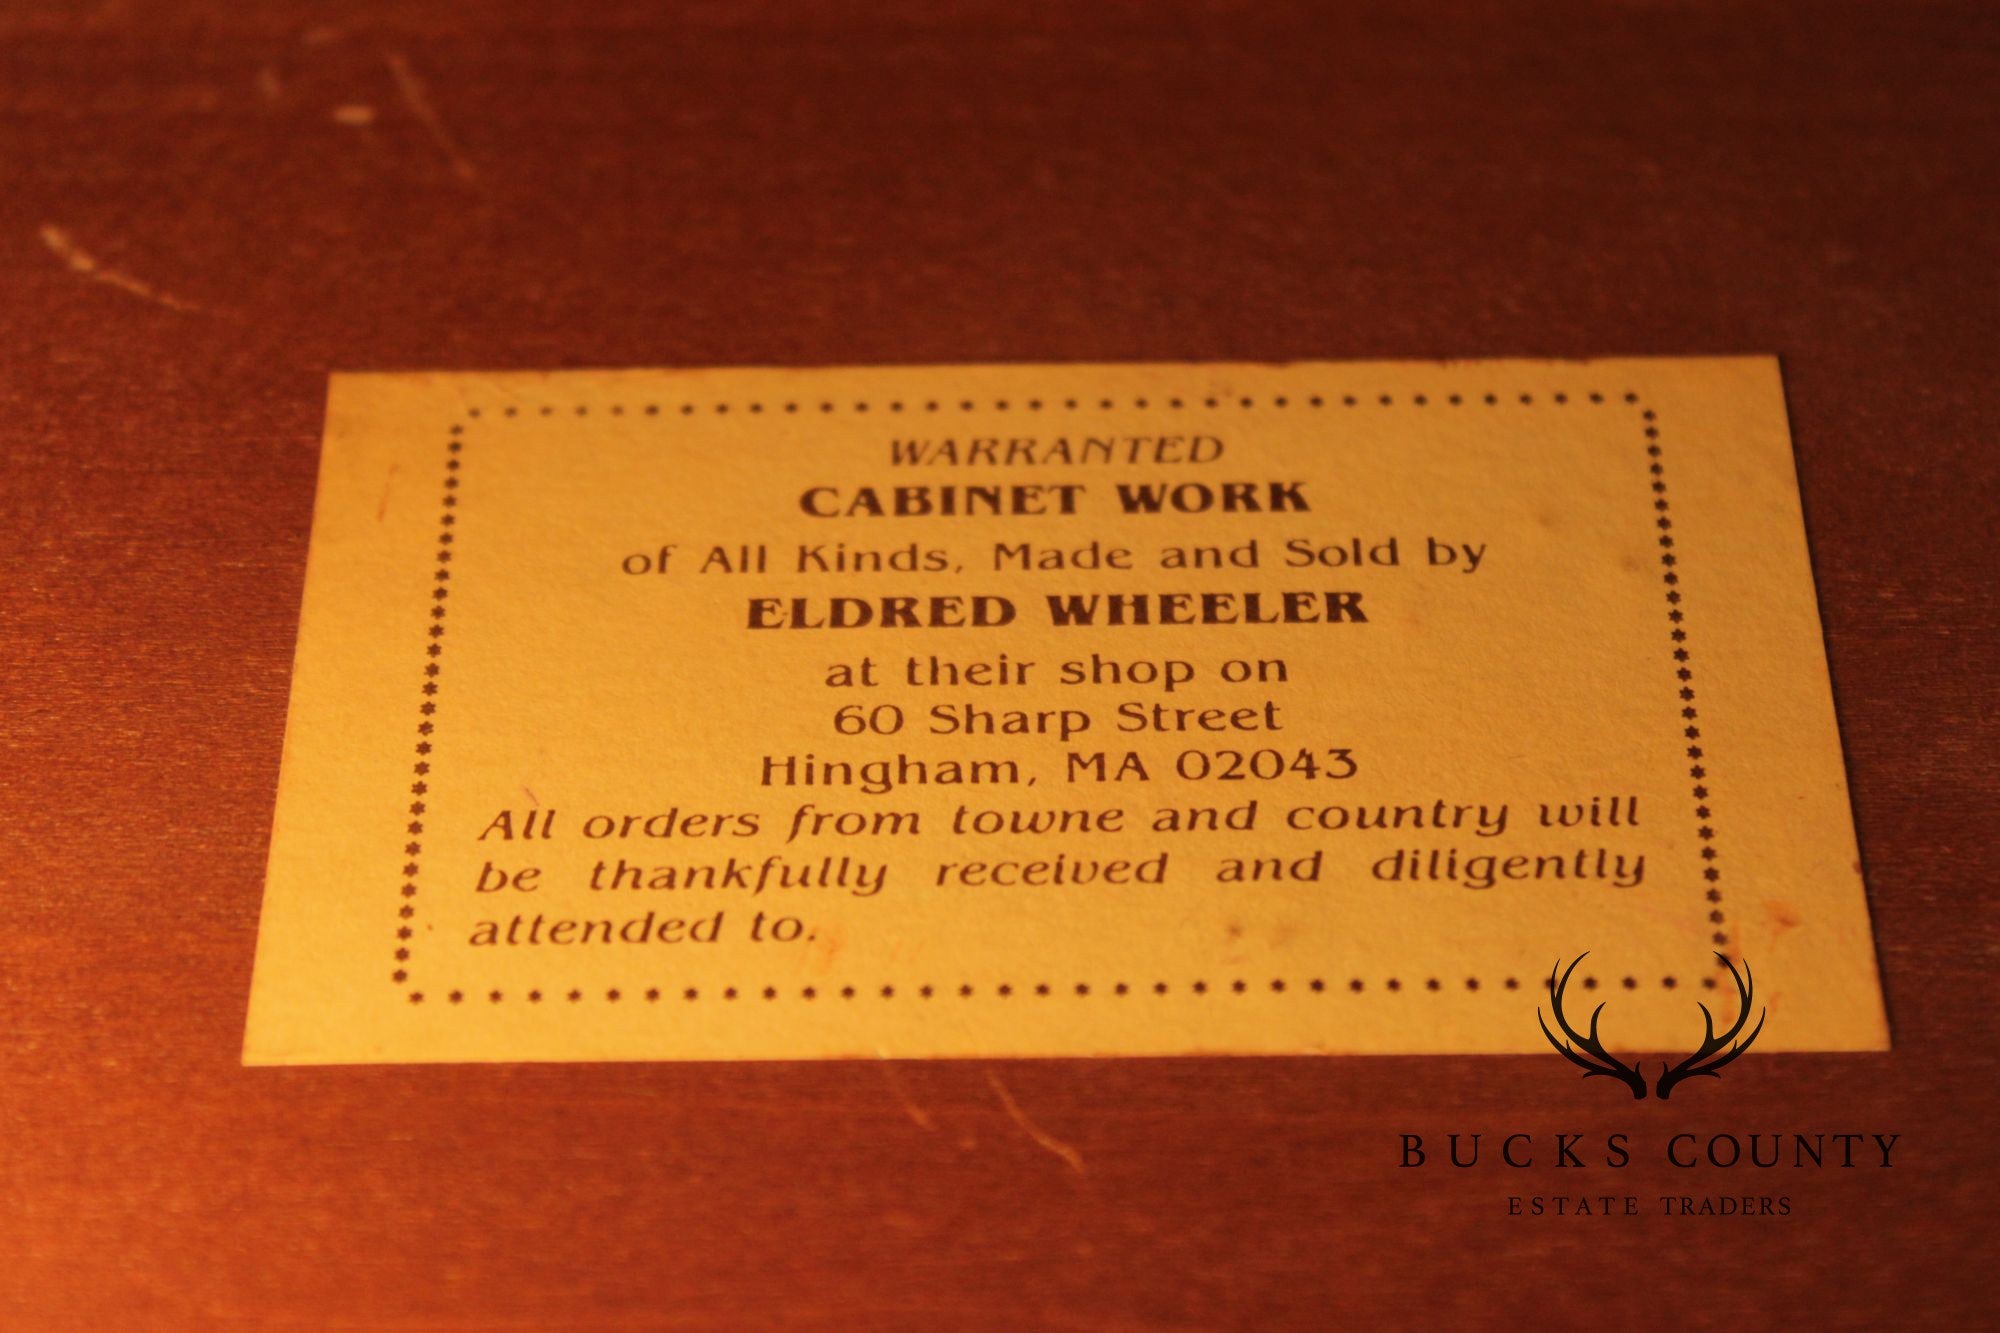 WARRANTED
CABINET WORK
of All Kinds, Made and Sold by
ELDRED WHEELER
at their shop on
60 Sharp Street
Hingham, MA 02043
All orders from towne and country will
be thankfully received and diligently
attended to.
BUCKS COUNTY
ESTATE TRADERS